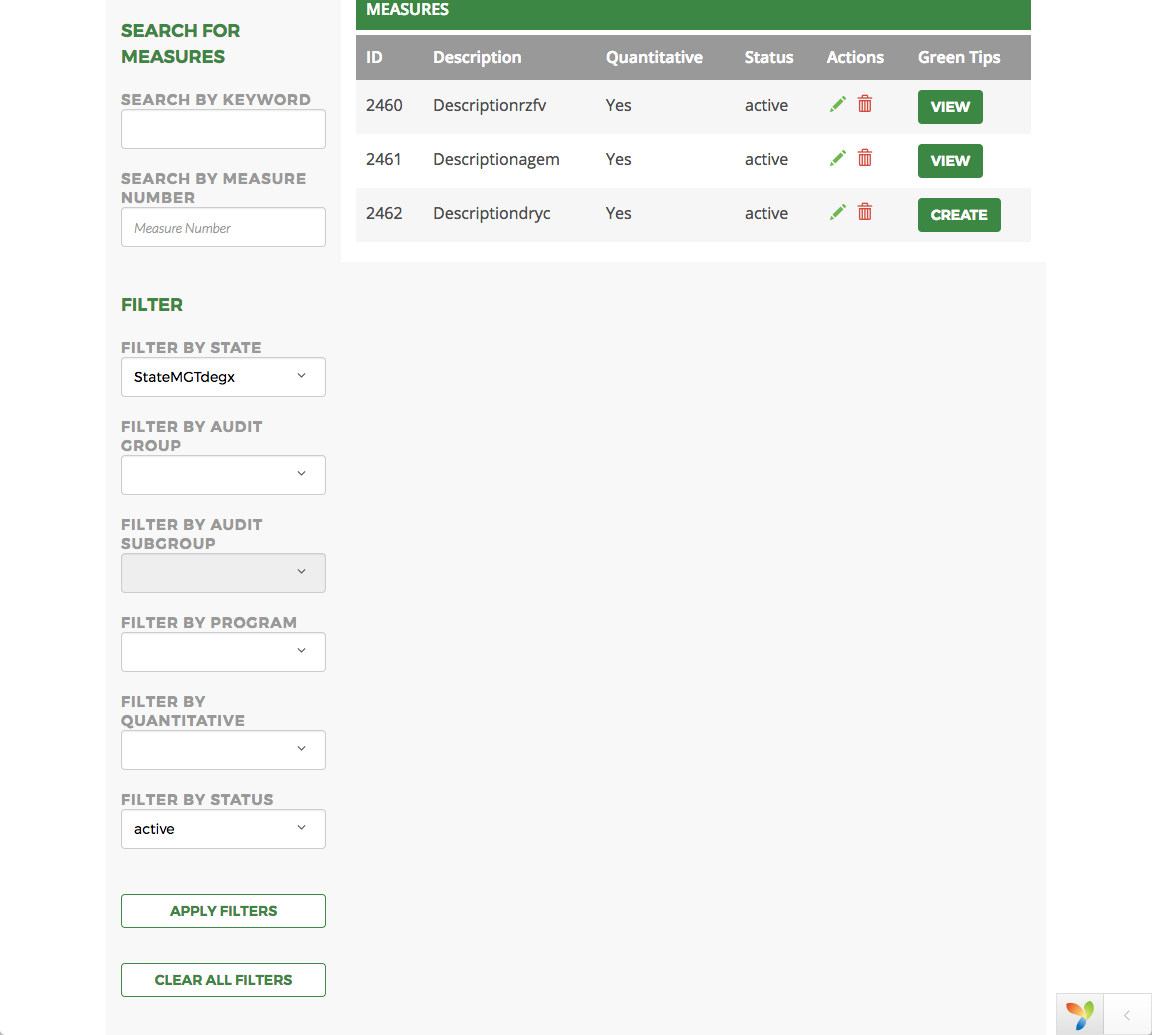 SEARCH FOR
MEASURES
SEARCH BY KEYWORD
SEARCH BY MEASURE
NUMBER
Measure Number
FILTER
FILTER BY STATE
StateMGTdegx
FILTER BY AUDIT
GROUP
FILTER BY AUDIT
SUBGROUP
FILTER BY PROGRAM
FILTER BY
QUANTITATIVE
FILTER BY STATUS
active
APPLY FILTERS
CLEAR ALL FILTERS
MEASURES
ID Description Quantitative Status Actions Green Tips
2460 Descriptionrzfv Yes active VIEW
2461 Descriptionagem Yes active VIEW
2462 Descriptiondryc Yes active CREATE